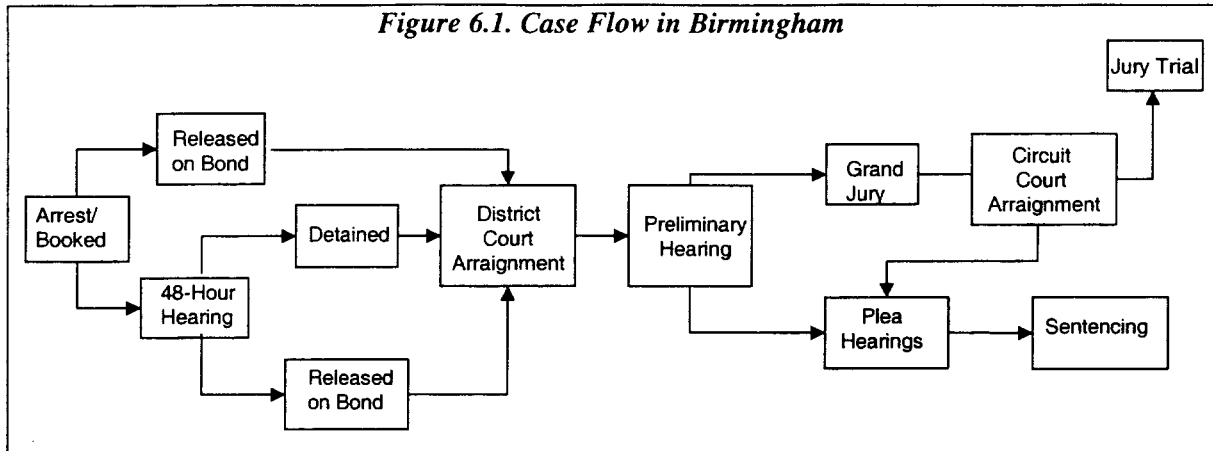 Figure 6.1. Case Flow in Birmingham
Jury Trial
Released
on Bond
Arrest/
Booked
48-Hour
Hearing
Detained
Released
on Bond
District
Court
Arraignment
Preliminary
Hearing
Grand
Jury
Circuit
Court
Arraignment
Plea
Hearings
Sentencing